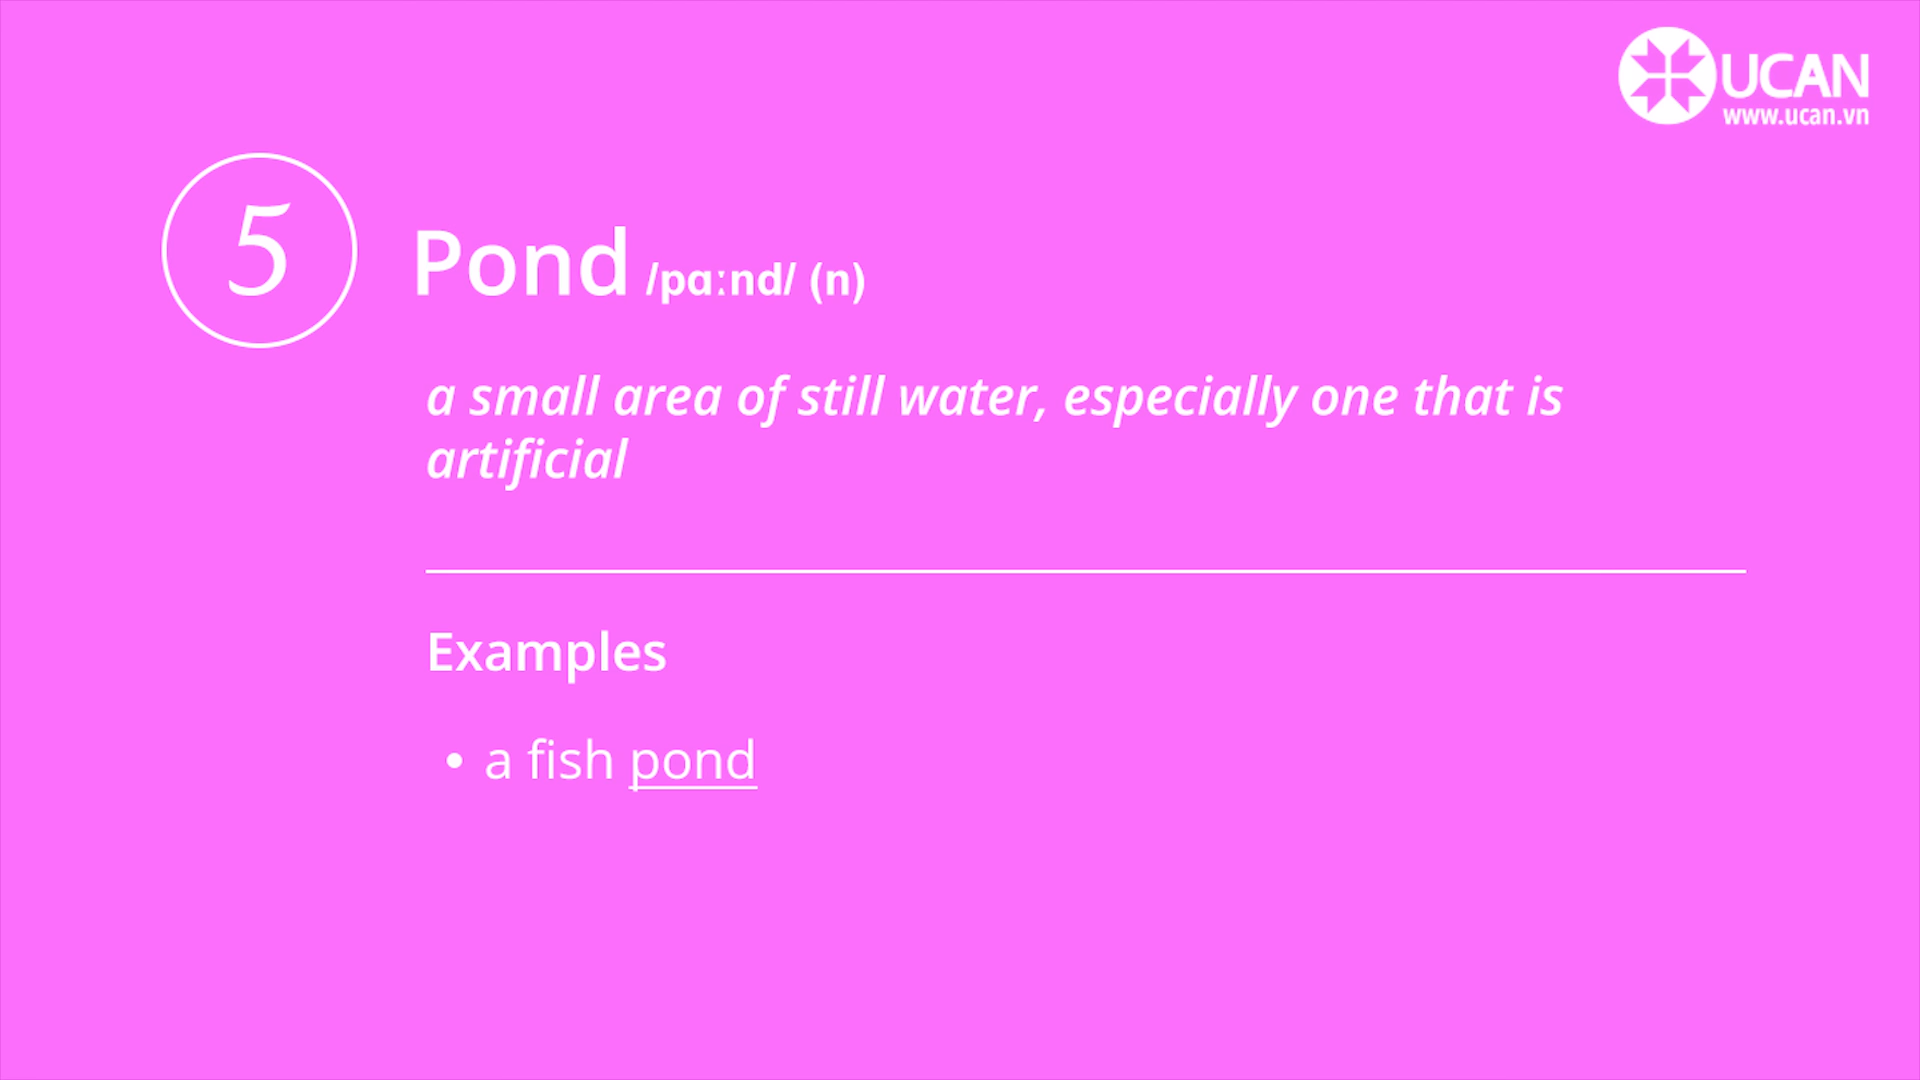 UCAN
www.ucan.vn
5
Pond /pɑːnd/ (n)
a small area of still water, especially one that is
artificial
Examples
• a fish pond